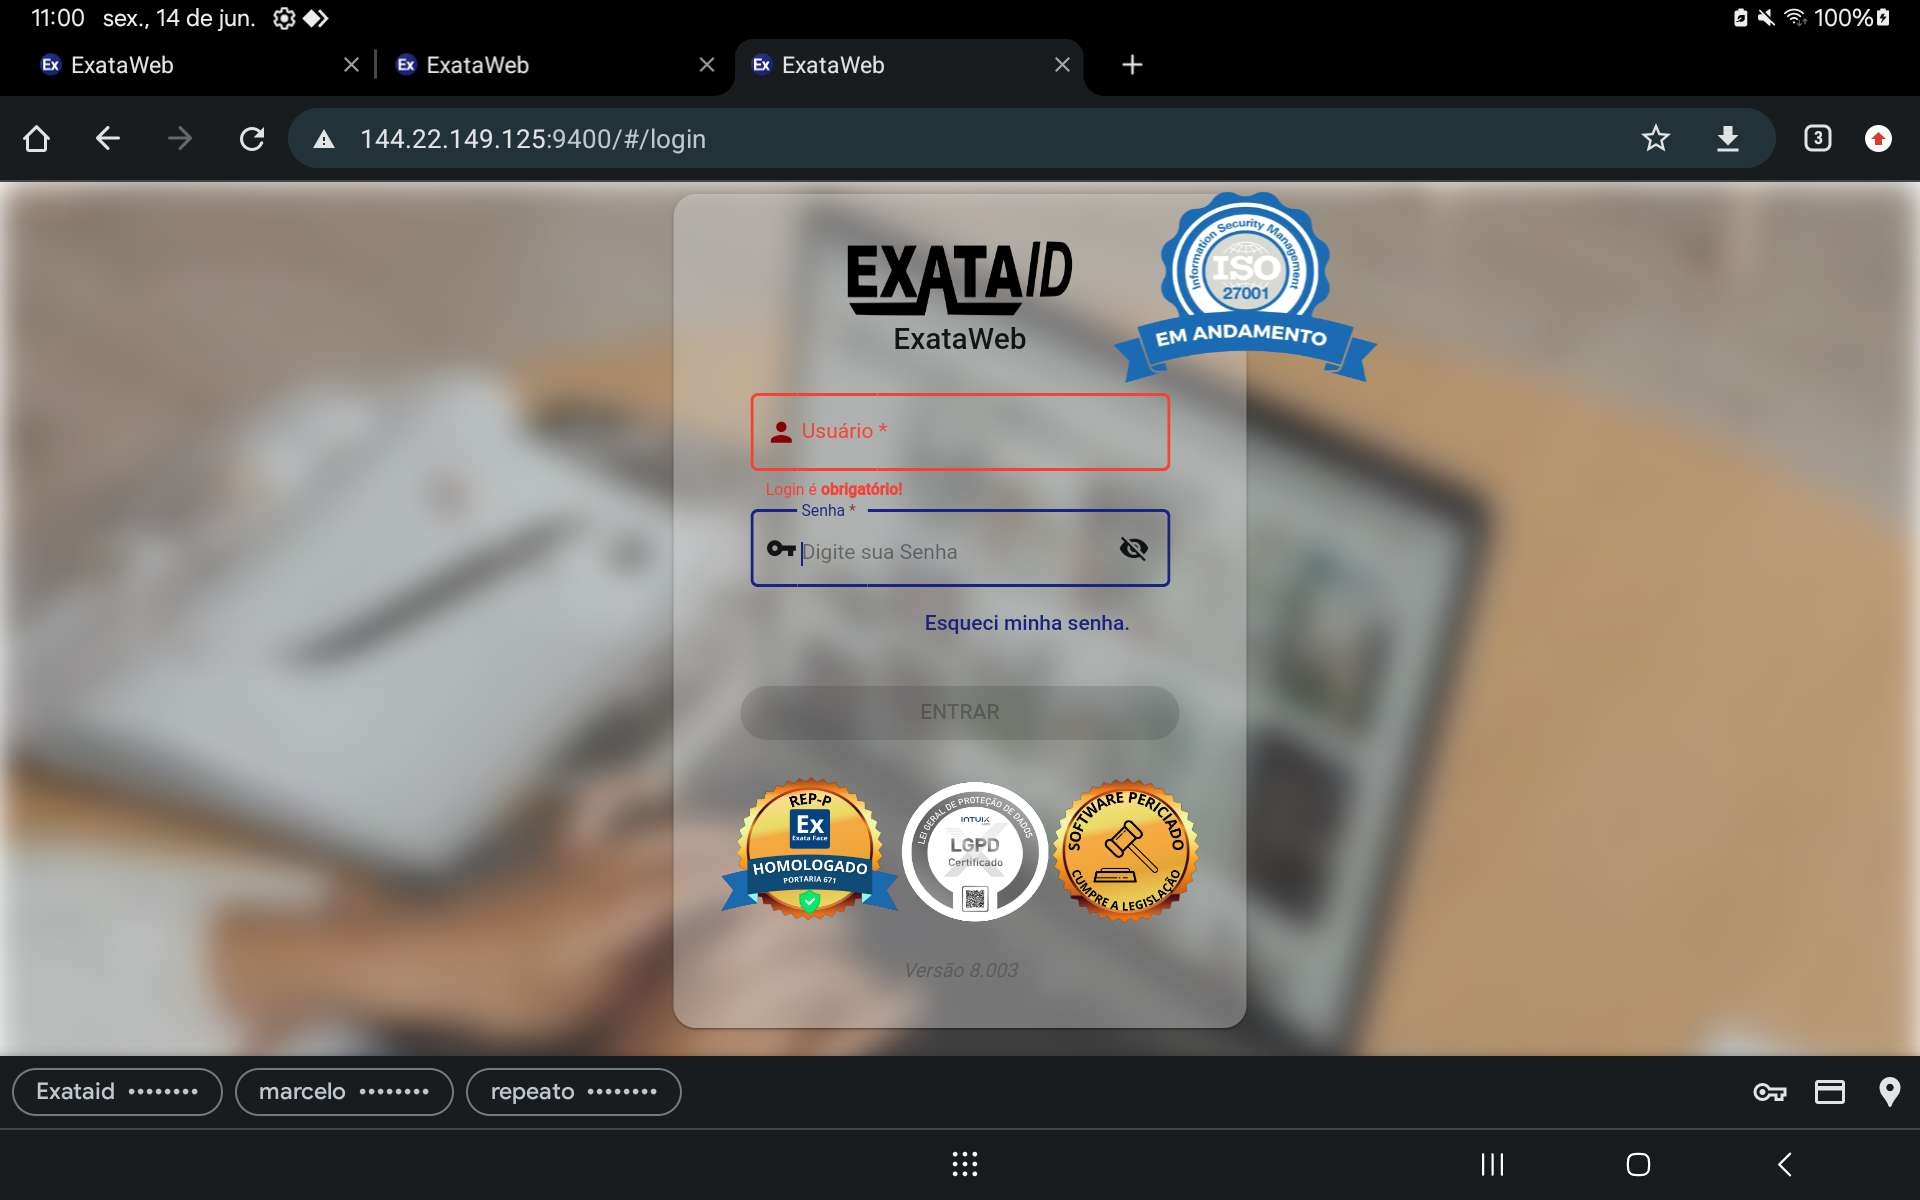 11:00 sex., 14 de jun.
100%
Ex ExataWeb
Ex ExataWeb
Ex ExataWeb
144.22.149.125:9400/#/login
3
EXATAID
ExataWeb
Information Security Management
ISO
27001
EM ANDAMENTO
Usuário *
Login é obrigatório!
Senha *
Digite sua Senha
Esqueci minha senha.
ENTRAR
REP-P
Ex
Exata Face
HOMOLOGADO
PORTARIA 671
LEI GERAL DE PROTEÇÃO DE DADOS
INTUIX
LGPD
Certificado
SOFTWARE PERICIADO
CUMPRE A LEGISLAÇÃO
Versão 8.003
Exataid ••••••••
marcelo ••••••••
repeato ••••••••